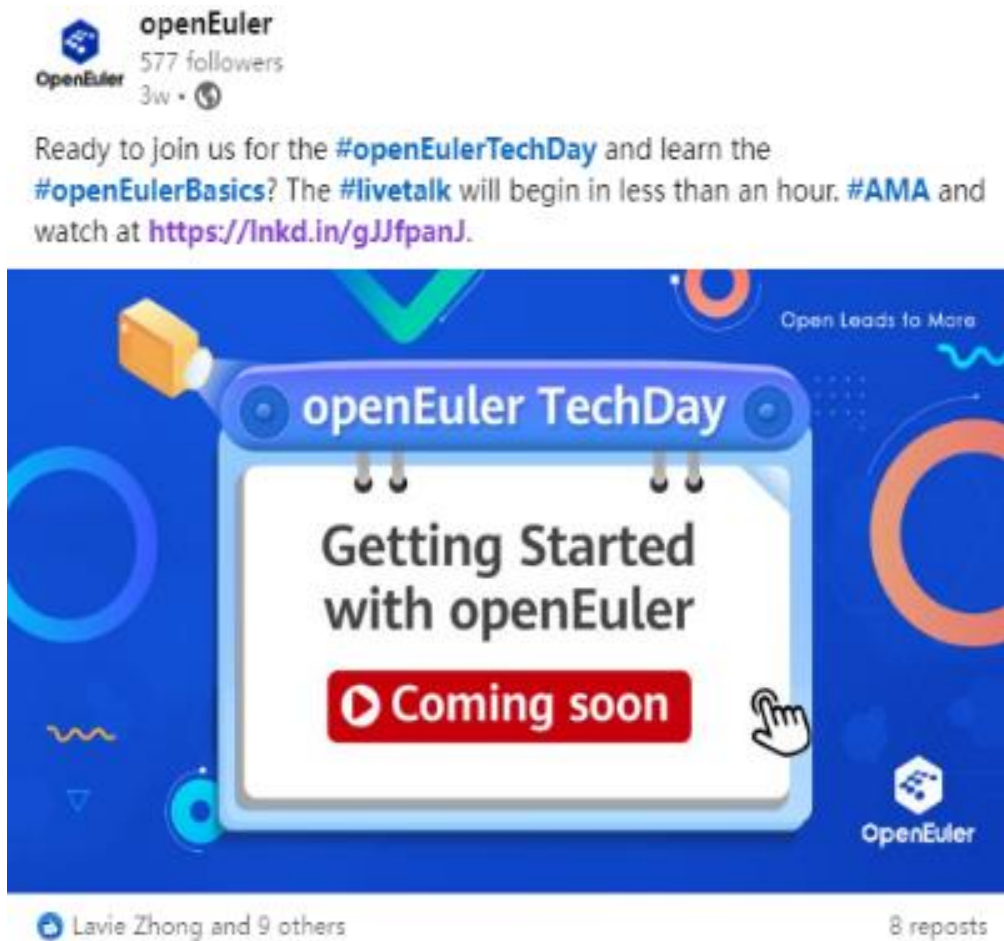 openEuler
577 followers
OpenEuler
3w •
Ready to join us for the #openEulerTechDay and learn the
#openEulerBasics? The #livetalk will begin in less than an hour. #AMA and
watch at https://lnkd.in/gJJfpanJ.
Open Leads to More
openEuler TechDay
Getting Started
with openEuler
Coming soon
OpenEuler
Lavie Zhong and 9 others
8 reposts